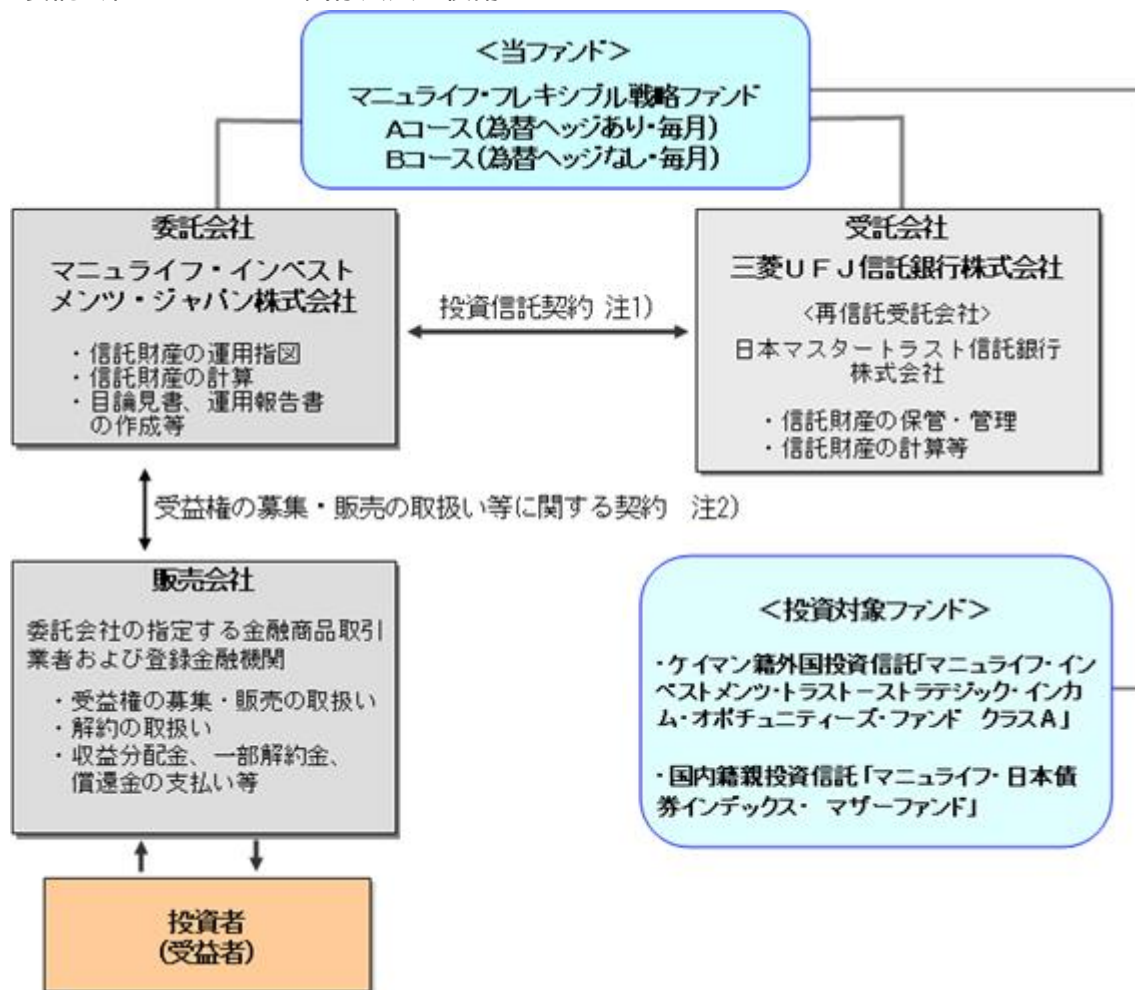 <当ファンド>
マニュライフ・フレキシブル戦略ファンド
Aコース(為替ヘッジあり・毎月)
Bコース(為替ヘッジなし・毎月)
委託会社
マニュライフ・インベスト
メンツ・ジャパン株式会社
・信託財産の運用指図
・信託財産の計算
・目論見書、運用報告書
の作成等
投資信託契約 注1)
受託会社
三菱UFJ信託銀行株式会社
<再信託受託会社>
日本マスタートラスト信託銀行
株式会社
・信託財産の保管・管理
・信託財産の計算等
受益権の募集・販売の取扱い等に関する契約 注2)
販売会社
委託会社の指定する金融商品取引
業者および登録金融機関
・受益権の募集・販売の取扱い
・解約の取扱い
・収益分配金、一部解約金、
償還金の支払い等
<投資対象ファンド>
・ケイマン籍外国投資信託「マニュライフ・イン
ベストメンツ・トラストーストラテジック・インカ
ム・オポチュニティーズ・ファンド クラスA」
・国内籍親投資信託「マニュライフ・日本債
券インデックス・ マザーファンド」
投資者
(受益者)